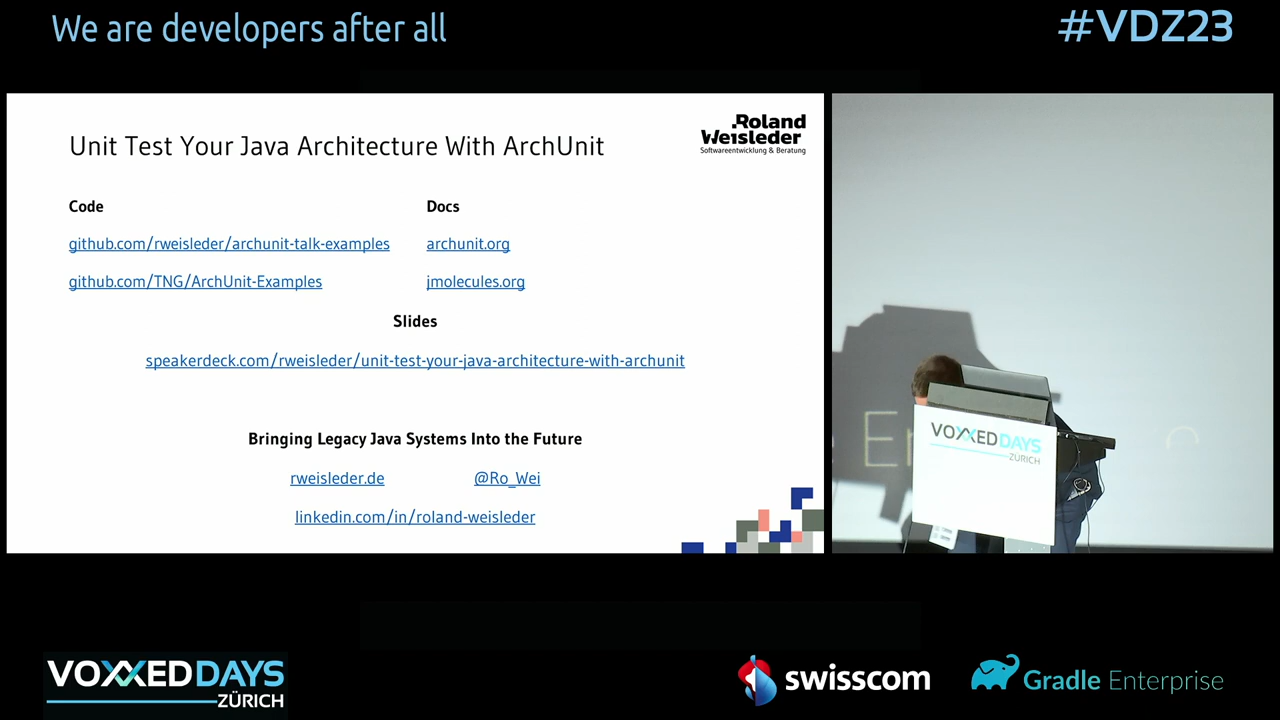 We are developers after all
#VDZ23
Unit Test Your Java Architecture With ArchUnit
Roland
Weisleder
Softwareentwicklung & Beratung
Code
Docs
github.com/rweisleder/archunit-talk-examples
archunit.org
github.com/TNG/ArchUnit-Examples
jmolecules.org
Slides
speakerdeck.com/rweisleder/unit-test-your-java-architecture-with-archunit
Bringing Legacy Java Systems Into the Future
rweisleder.de
@Ro_Wei
linkedin.com/in/roland-weisleder
VOXXED DAYS
ZÜRICH
VOXXED DAYS
ZÜRICH
swisscom
Gradle Enterprise